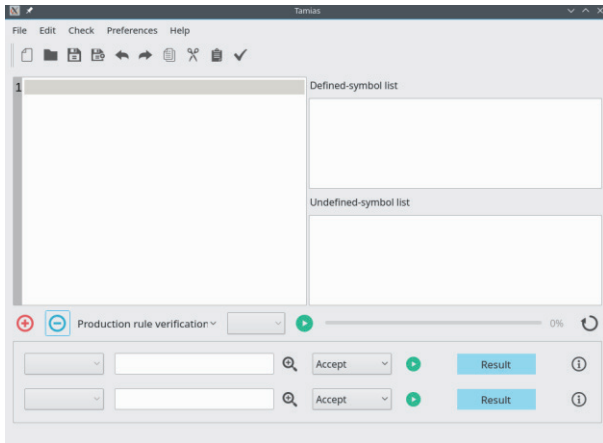 Tamias
File Edit Check Preferences Help
1
Defined-symbol list
Undefined-symbol list
Production rule verification
0%
Accept Result
Accept Result